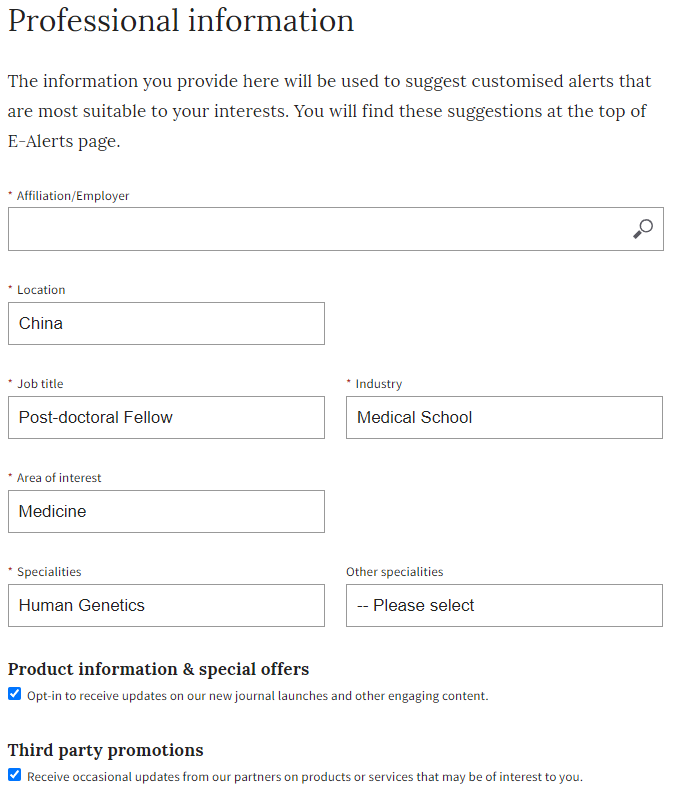 Professional information
The information you provide here will be used to suggest customised alerts that
are most suitable to your interests. You will find these suggestions at the top of
E-Alerts page.
* Affiliation/Employer
* Location
China
* Job title
* Industry
Post-doctoral Fellow
Medical School
* Area of interest
Medicine
* Specialities
Other specialities
Human Genetics
-- Please select
Product information & special offers
Opt-in to receive updates on our new journal launches and other engaging content.
Third party promotions
Receive occasional updates from our partners on products or services that may be of interest to you.